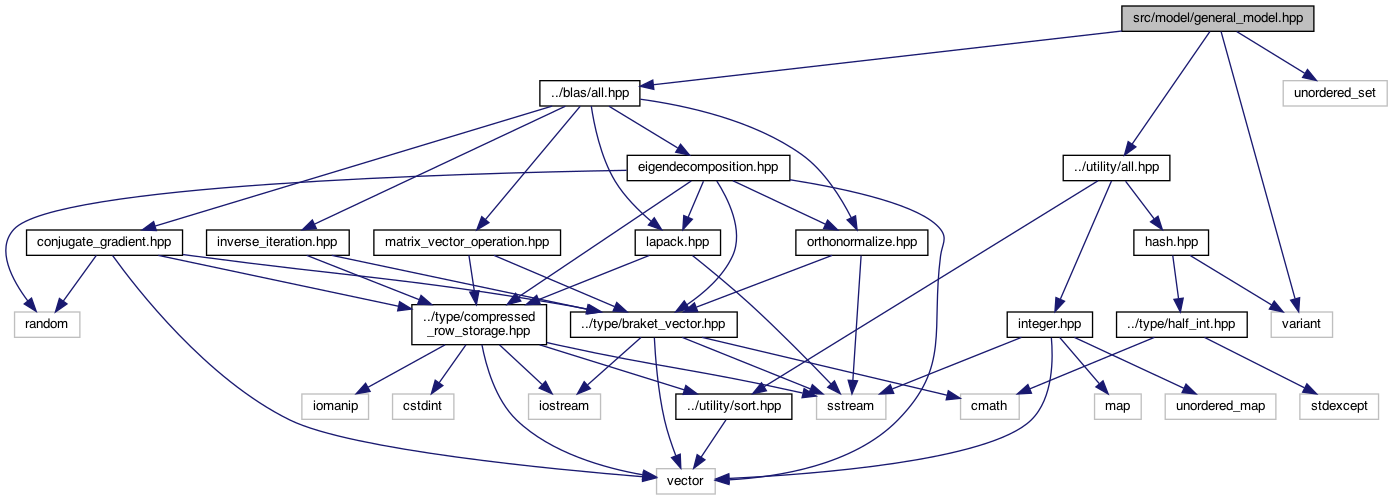 src/model/general_model.hpp
../blas/all.hpp
unordered_set
eigendecomposition.hpp
../utility/all.hpp
conjugate_gradient.hpp
inverse_iteration.hpp
matrix_vector_operation.hpp
lapack.hpp
orthonormalize.hpp
hash.hpp
random
../type/compressed
_row_storage.hpp
../type/braket_vector.hpp
integer.hpp
../type/half_int.hpp
variant
iomanip
cstdint
iostream
../utility/sort.hpp
sstream
cmath
map
unordered_map
stdexcept
vector